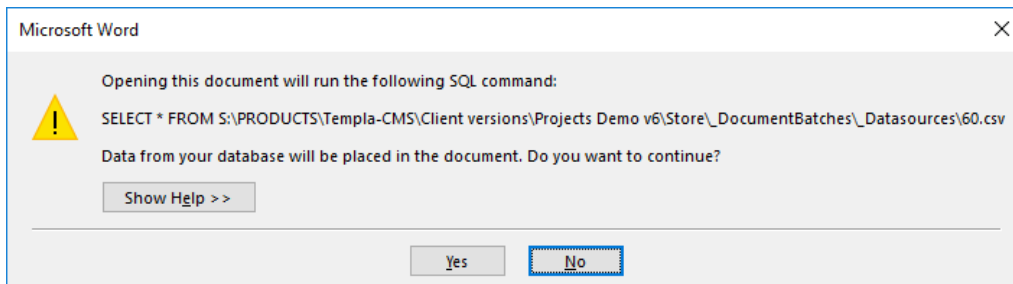 Microsoft Word
Opening this document will run the following SQL command:
SELECT * FROM S:\PRODUCTS\Templa-CMS\Client versions\Projects Demo v6\Store\_DocumentBatches\_Datasources\60.csv
Data from your database will be placed in the document. Do you want to continue?
Show Help >>
Yes No